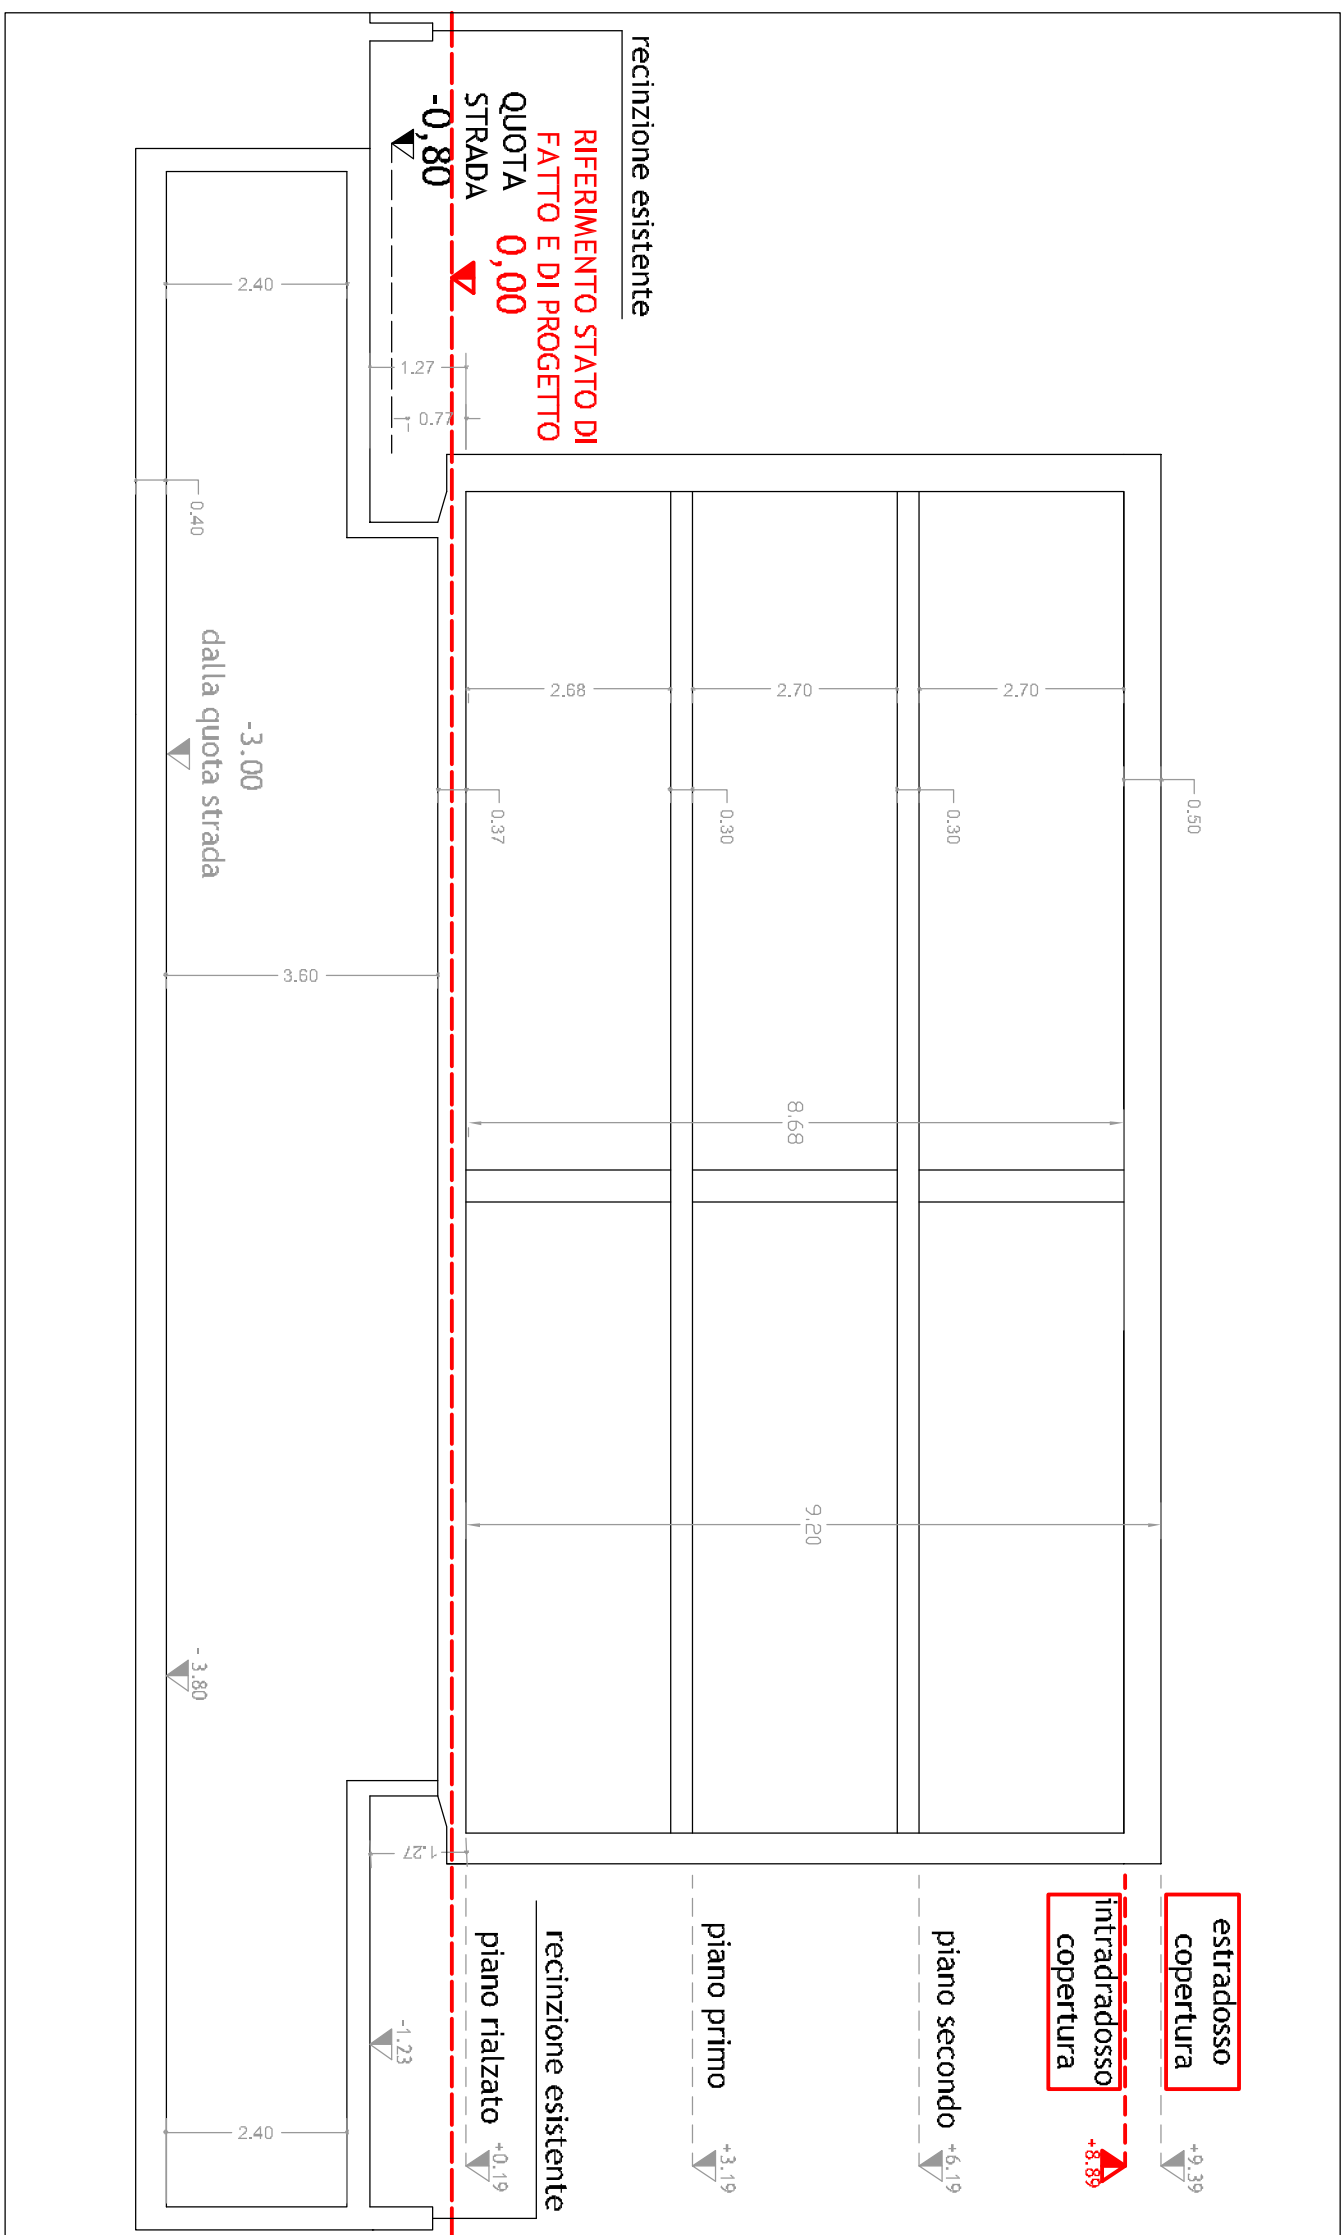 recinzione esistente
RIFERIMENTO STATO DI
FATTO E DI PROGETTO
QUOTA
STRADA
-0,80
0,00
2.40
1.27
0.77
0.40
dalla quota strada
-3.00
2.68
2.70
2.70
0.37
0.30
0.30
0.50
3.60
8.68
9.20
-3.80
1.27
-1.23
2.40
estradosso
copertura
+9.39
intradradosso
copertura
+8.89
piano secondo
+6.19
piano primo
+3.19
recinzione esistente
piano rialzato
+0.19